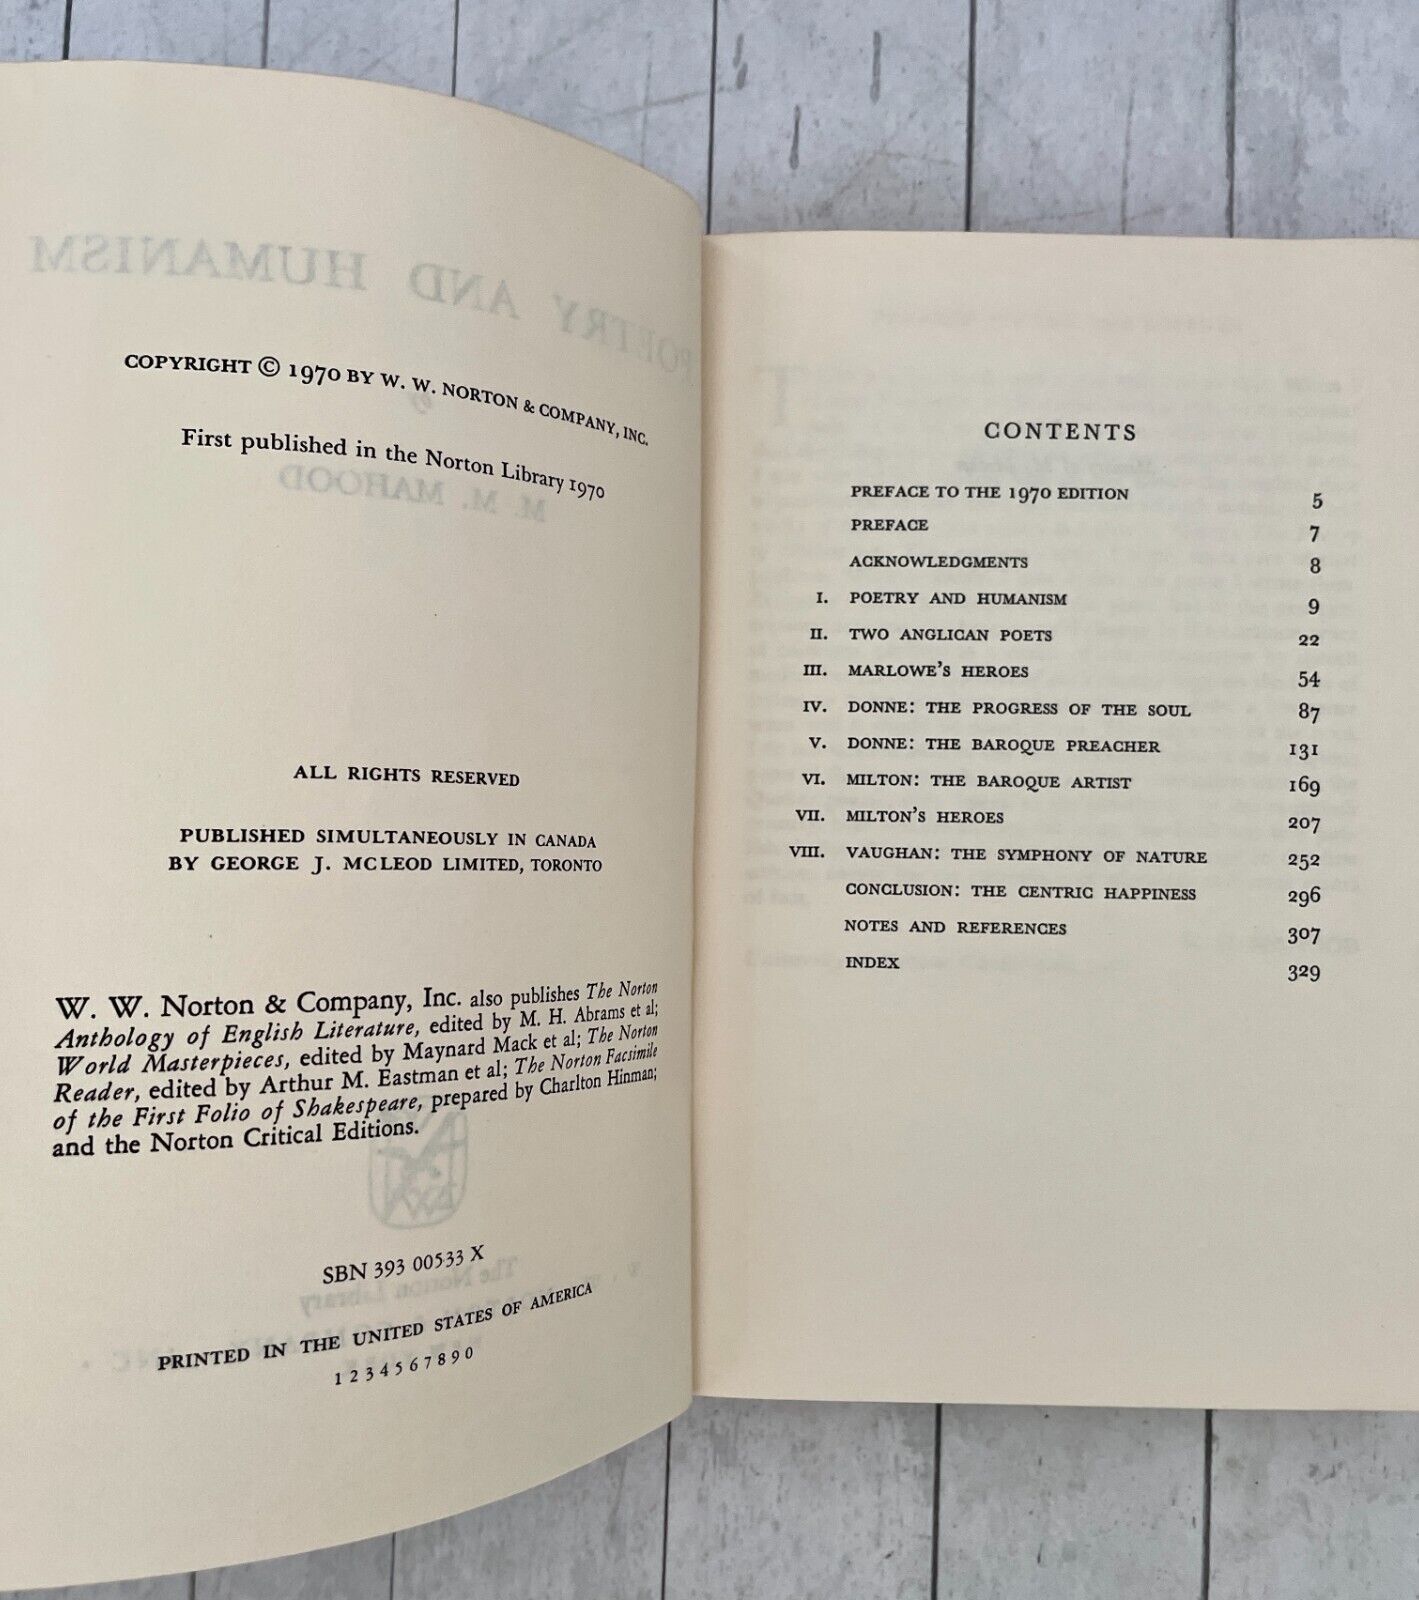 COPYRIGHT © 1970 BY W. W. NORTON & COMPANY, INC.
First published in the Norton Library 1970
ALL RIGHTS RESERVED
PUBLISHED SIMULTANEOUSLY IN CANADA
BY GEORGE J. MCLEOD LIMITED, TORONTO
W. W. Norton & Company, Inc. also publishes The Norton
Anthology of English Literature, edited by M. H. Abrams et al;
World Masterpieces, edited by Maynard Mack et al; The Norton
Reader, edited by Arthur M. Eastman et al; The Norton Facsimile
of the First Folio of Shakespeare, prepared by Charlton Hinman;
and the Norton Critical Editions.
SBN 393 00533 X
PRINTED IN THE UNITED STATES OF AMERICA
1 2 3 4 5 6 7 8 9 0
POETRY AND HUMANISM
M. M. MAHOOD
The Norton Library
CONTENTS
PREFACE TO THE 1970 EDITION 5
PREFACE 7
ACKNOWLEDGMENTS 8
I. POETRY AND HUMANISM 9
II. TWO ANGLICAN POETS 22
III. MARLOWE'S HEROES 54
IV. DONNE: THE PROGRESS OF THE SOUL 87
V. DONNE: THE BAROQUE PREACHER 131
VI. MILTON: THE BAROQUE ARTIST 169
VII. MILTON'S HEROES 207
VIII. VAUGHAN: THE SYMPHONY OF NATURE 252
CONCLUSION: THE CENTRIC HAPPINESS 296
NOTES AND REFERENCES 307
INDEX 329